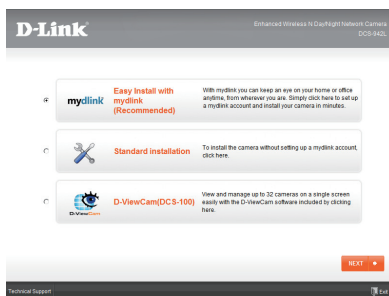 D-Link
Enhanced Wireless N Day/Night Network Camera
DCS-942L
mydlink
Easy Install with
mydlink
(Recommended)
With mydlink you can keep an eye on your home or office
anytime, from wherever you are. Simply click here to set up
a mydlink account and install your camera in minutes.
Standard installation
To install the camera without setting up a mydlink account,
click here.
D-ViewCam
D-ViewCam(DCS-100)
View and manage up to 32 cameras on a single screen
easily with the D-ViewCam software included by clicking
here.
NEXT
Technical Support
Exit